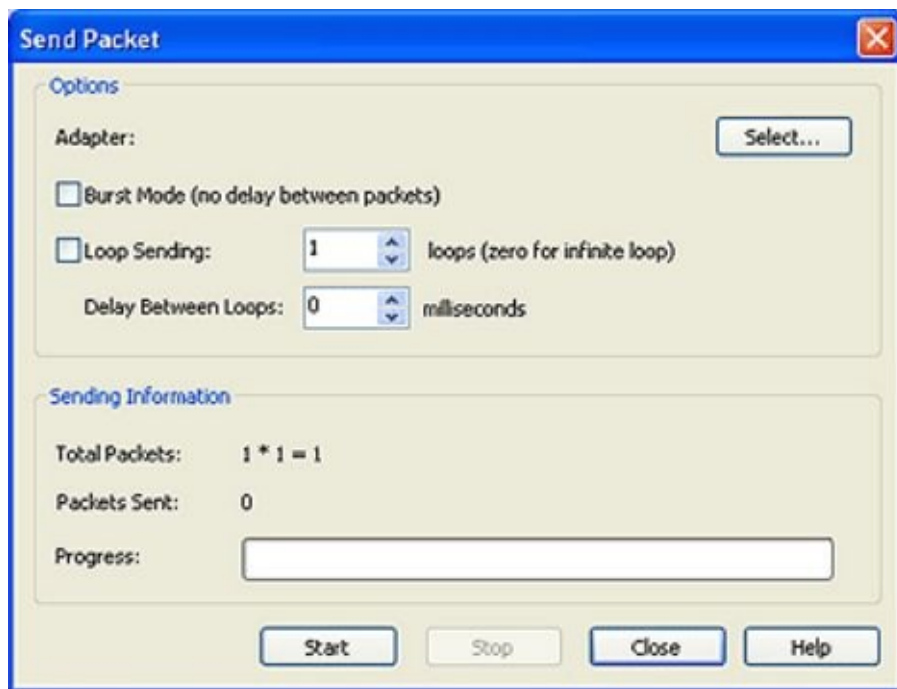 Send Packet
Options
Adapter:
Select...
Burst Mode (no delay between packets)
Loop Sending: 1 loops (zero for infinite loop)
Delay Between Loops: 0 milliseconds
Sending Information
Total Packets: 1 * 1 = 1
Packets Sent: 0
Progress:
Start Stop Close Help